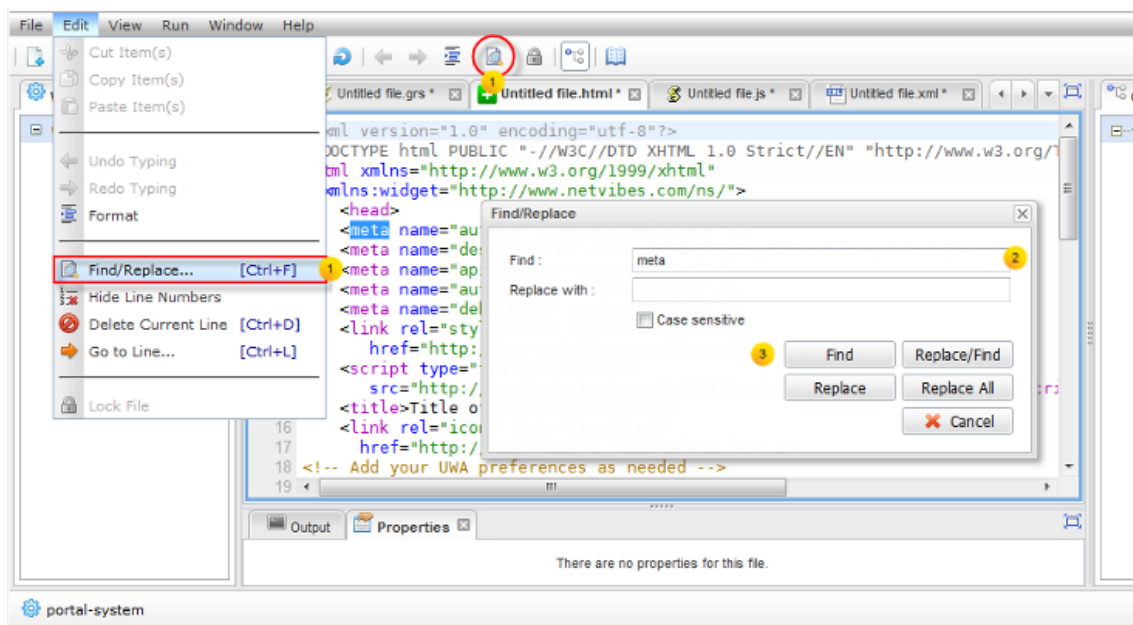 File Edit View Run Window Help
Cut Item(s)
Copy Item(s)
Paste Item(s)
Undo Typing
Redo Typing
Format
Find/Replace... [Ctrl+F] 1
Hide Line Numbers
Delete Current Line [Ctrl+D]
Go to Line... [Ctrl+L]
Lock File
1
Untitled file.grs *
Untitled file.html *
Untitled file.js *
Untitled file.xml *
xml version="1.0" encoding="utf-8"?>
OCTYPE html PUBLIC "-//W3C//DTD XHTML 1.0 Strict//EN" "http://www.w3.org/T
tml xmlns="http://www.w3.org/1999/xhtml"
xmlns:widget="http://www.netvibes.com/ns/">
<head>
<meta name="au
<meta name="des
<meta name="ap
<meta name="au
<meta name="del
<link rel="sty
href="http:
<script type="
src="http:/
<title>Title o
16 <link rel="ico
17 href="http:/
18 <!-- Add your UWA preferences as needed -->
19
Find/Replace
Find : meta 2
Replace with :
Case sensitive
3 Find Replace/Find
Replace Replace All
Cancel
Output Properties
There are no properties for this file.
portal-system